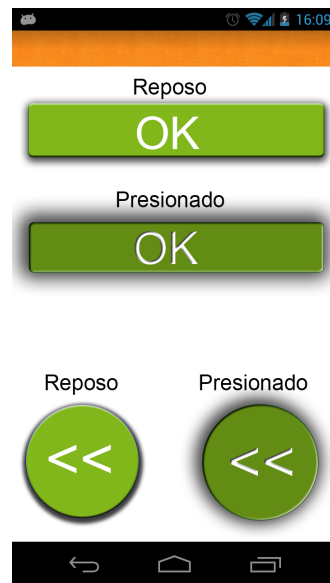 16:09
Reposo
OK
Presionado
OK
Reposo Presionado
<< <<